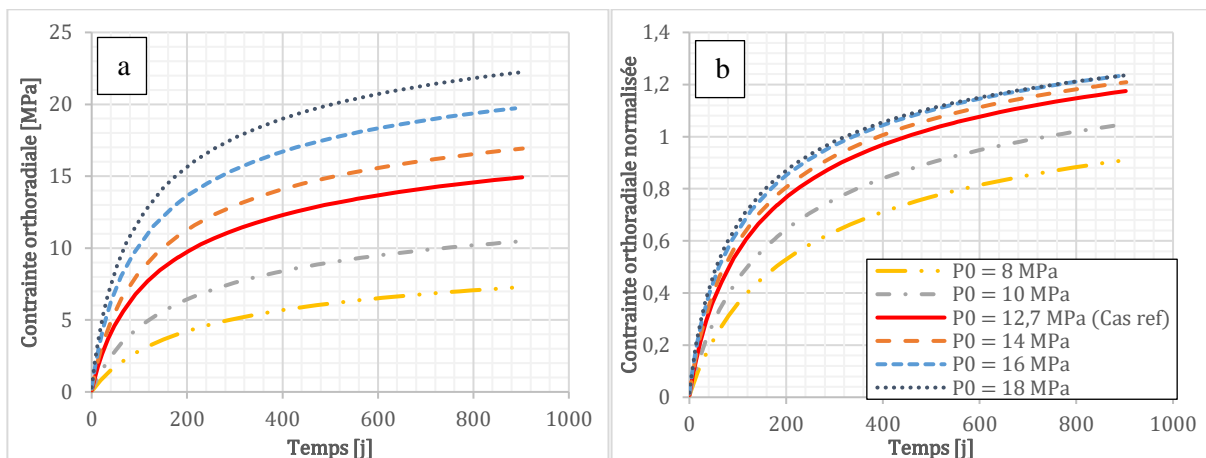 a
Contrainte orthoradiale [MPa]
25
20
15
10
5
0
0 200 400 600 800 1000
Temps [j]
b
Contrainte orthoradiale normalisée
1,4
1,2
1
0,8
0,6
0,4
0,2
0
P0 = 8 MPa
P0 = 10 MPa
P0 = 12,7 MPa (Cas ref)
P0 = 14 MPa
P0 = 16 MPa
P0 = 18 MPa
0 200 400 600 800 1000
Temps [j]